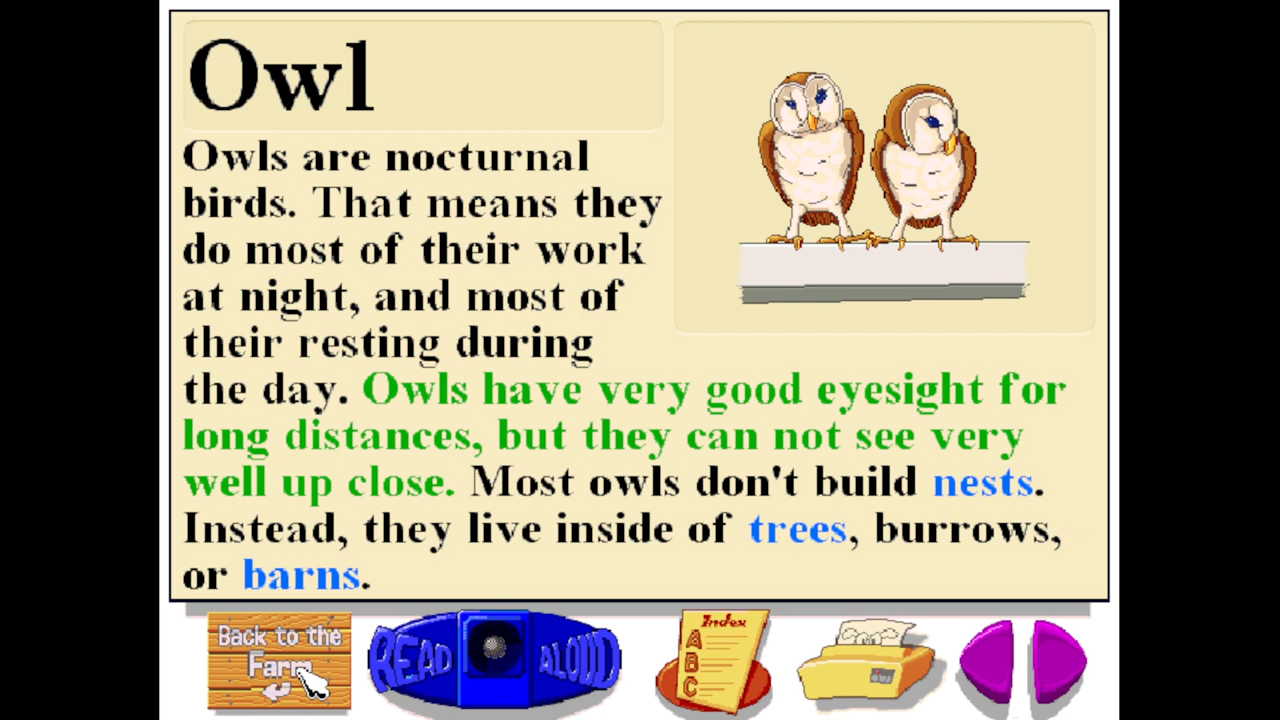 Owl
Owls are nocturnal
birds. That means they
do most of their work
at night, and most of
their resting during
the day. Owls have very good eyesight for
long distances, but they can not see very
well up close. Most owls don't build nests.
Instead, they live inside of trees, burrows,
or barns.
Back to the
Farm
READ ALOUD
Index
A
B
C